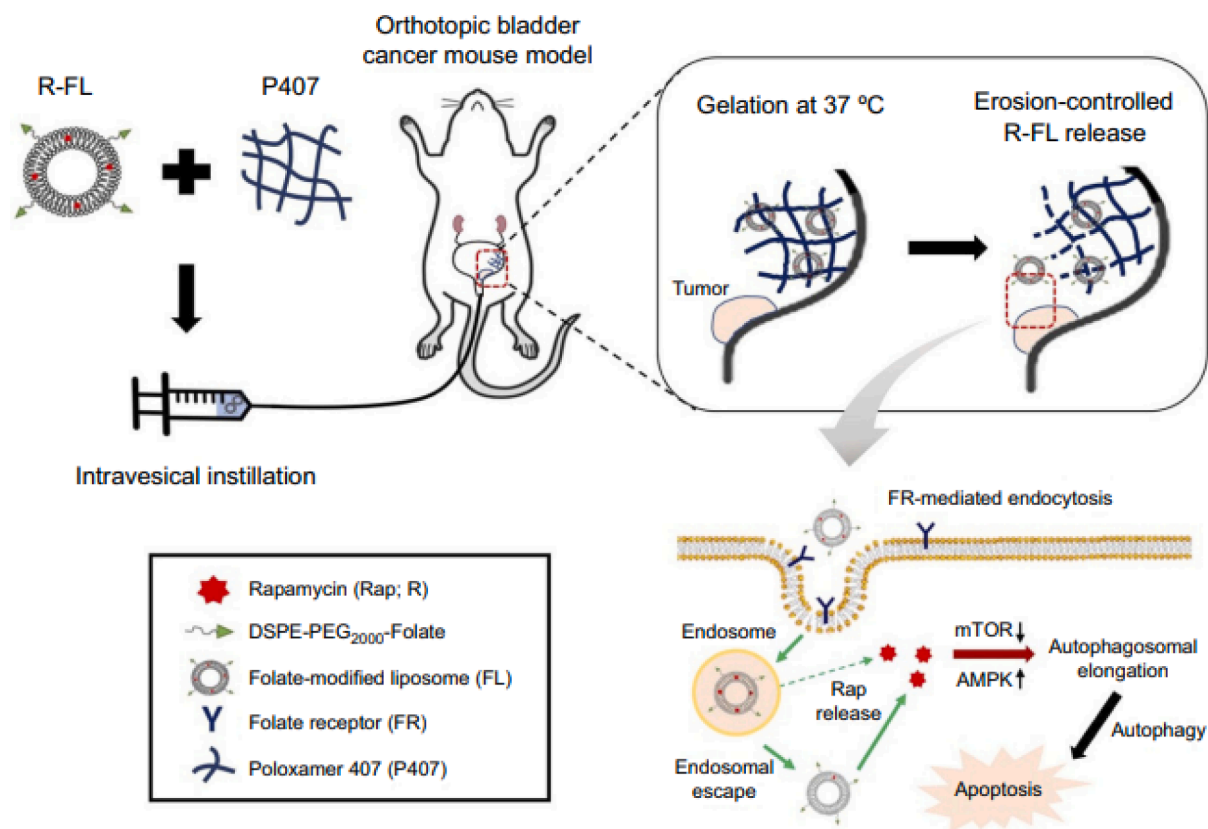 Orthotopic bladder
cancer mouse model
R-FL
P407
Gelation at 37 ºC
Erosion-controlled
R-FL release
Tumor
Intravesical instillation
FR-mediated endocytosis
Rapamycin (Rap; R)
DSPE-PEG2000-Folate
Folate-modified liposome (FL)
Folate receptor (FR)
Poloxamer 407 (P407)
Endosome
Rap
release
mTOR↓
AMPK↑
Autophagosomal
elongation
Autophagy
Endosomal
escape
Apoptosis